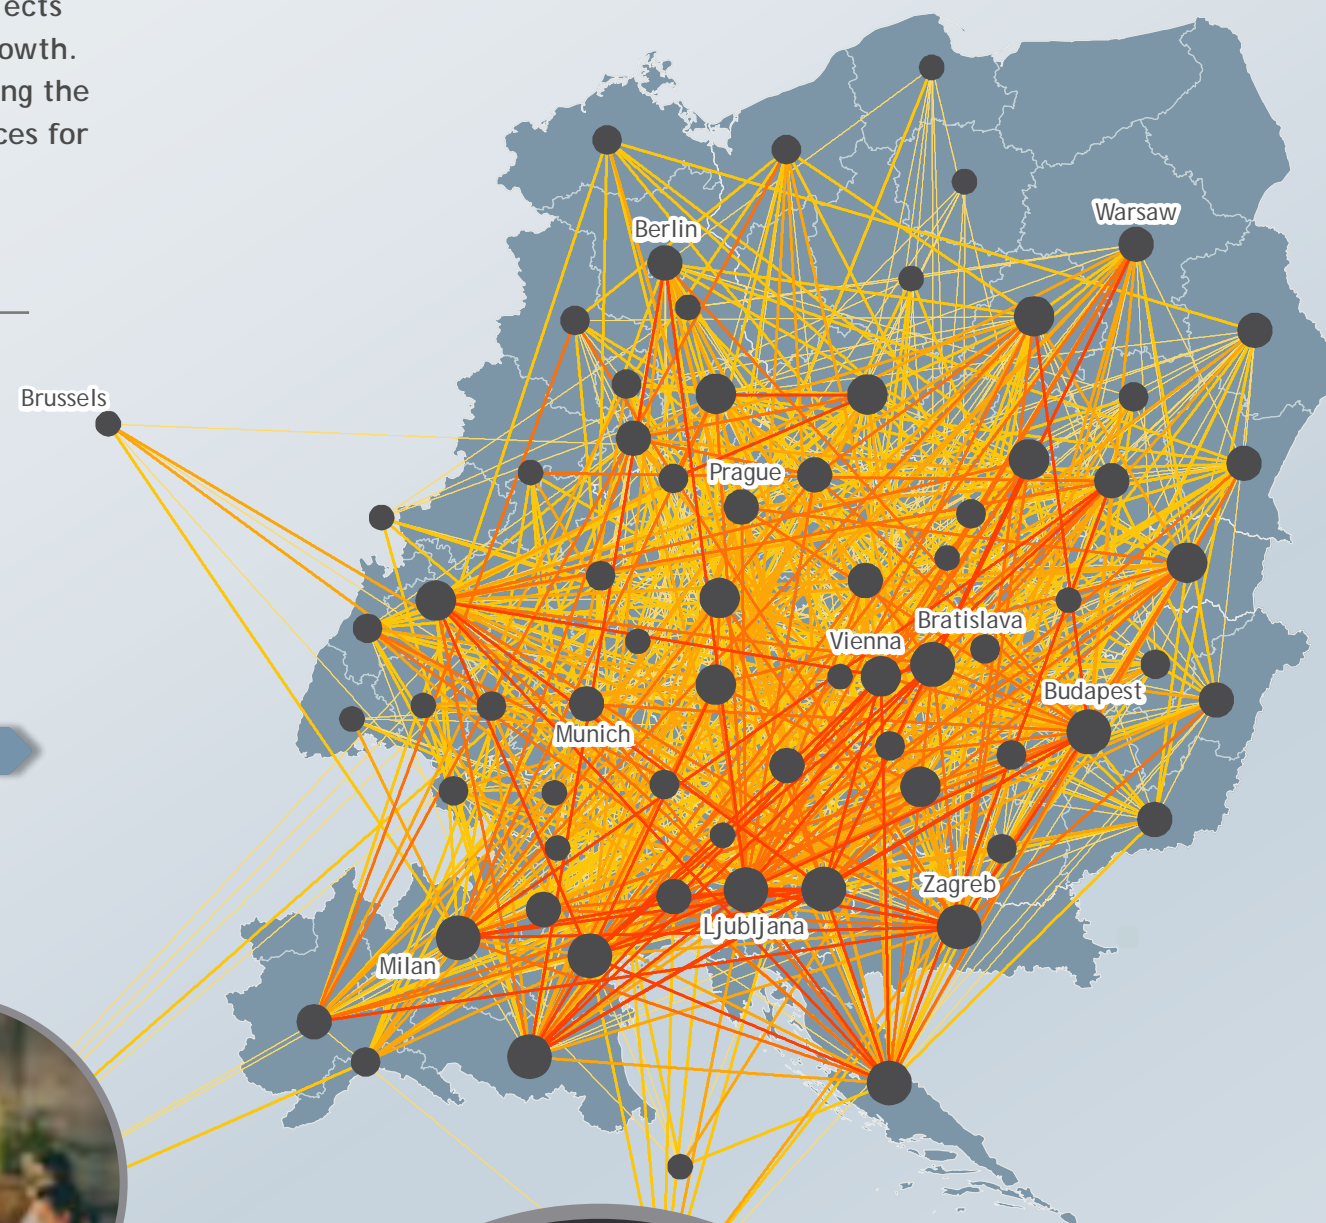 ects
owth.
ng the
ces for
Warsaw
Berlin
Brussels
Prague
Bratislava
Vienna
Budapest
Munich
Zagreb
Ljubljana
Milan